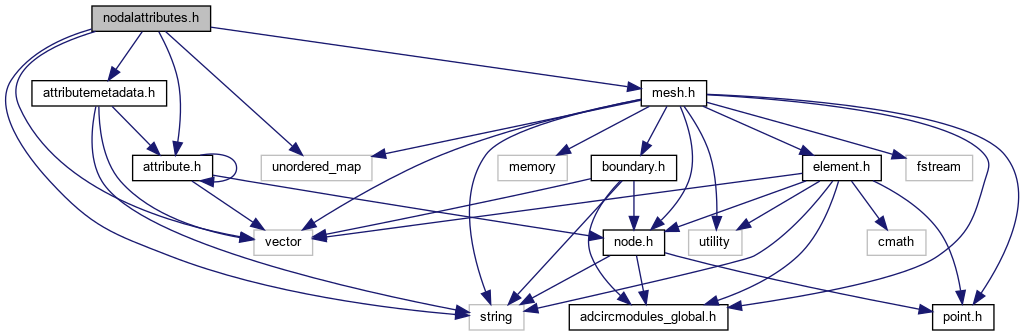 nodalattributes.h
attributemetadata.h
mesh.h
attribute.h
unordered_map
memory
boundary.h
element.h
fstream
vector
node.h
utility
cmath
string
adcircmodules_global.h
point.h